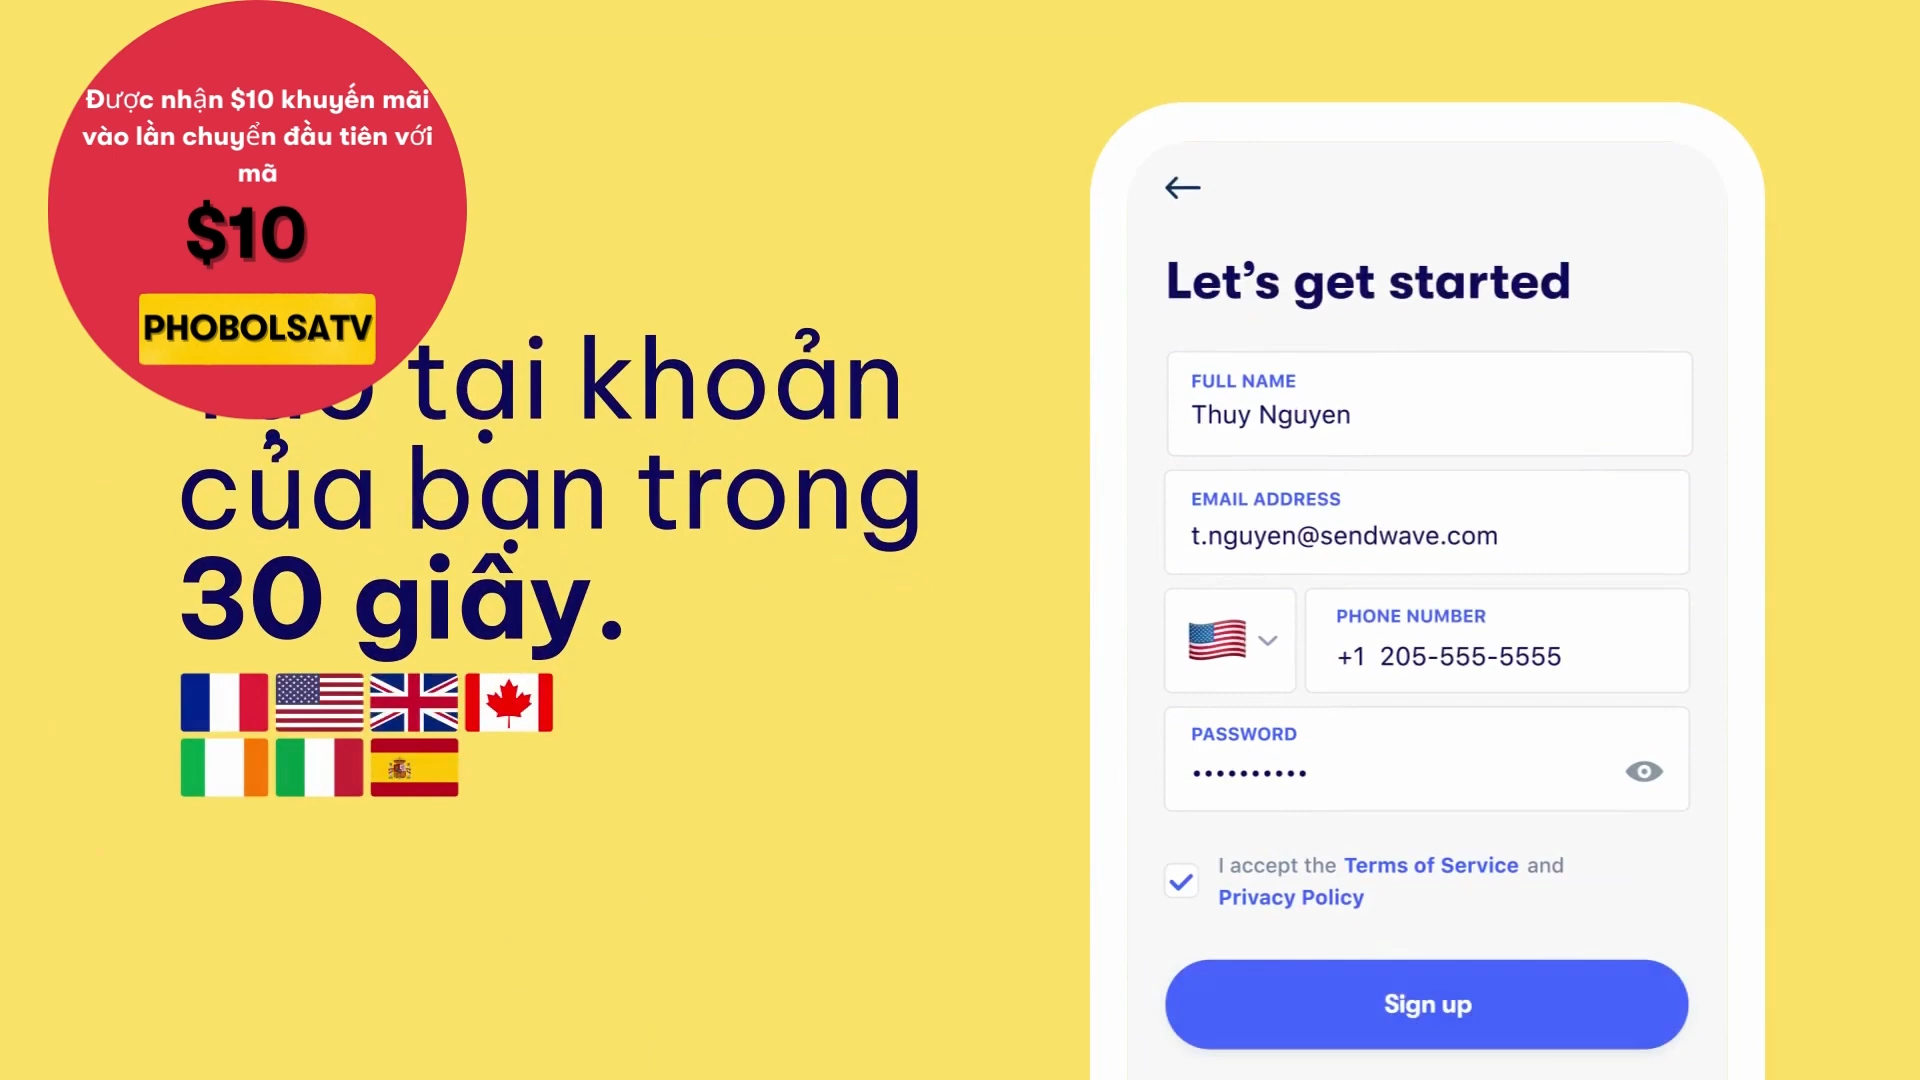 Được nhận $10 khuyến mãi
vào lần chuyển đầu tiên với
mã
$10
PHOBOLSATV
tại khoản
của bạn trong
30 giây.
Let's get started
FULL NAME
Thuy Nguyen
EMAIL ADDRESS
t.nguyen@sendwave.com
PHONE NUMBER
+1 205-555-5555
PASSWORD
••••••••••
I accept the Terms of Service and
Privacy Policy
Sign up